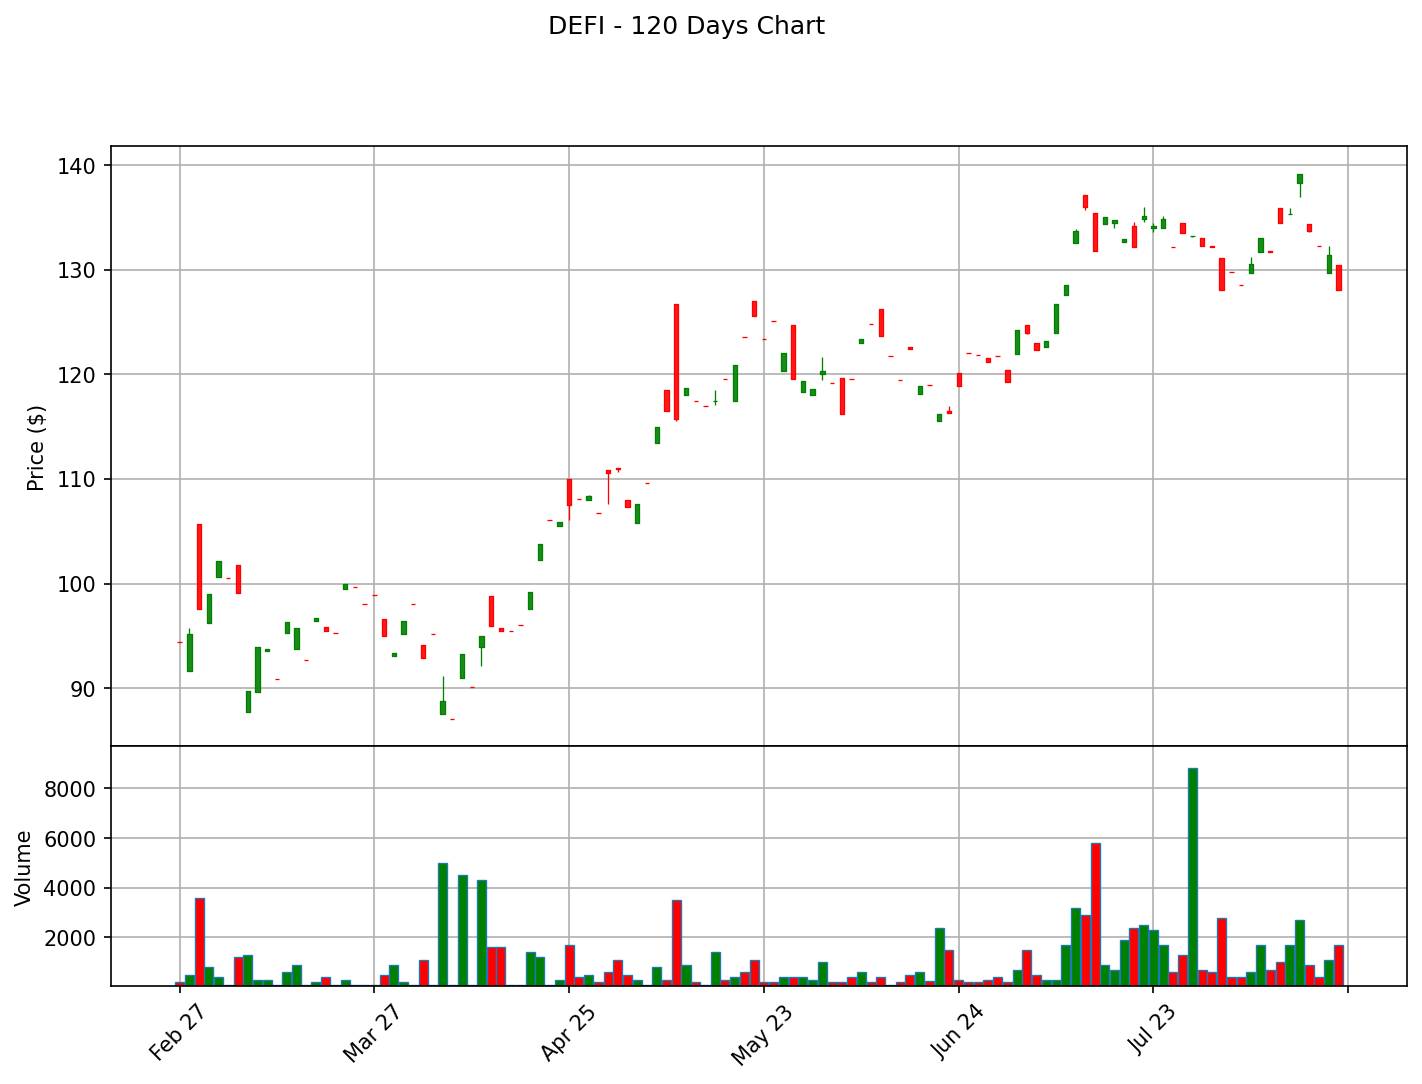 DEFI - 120 Days Chart
Price ($)
140
130
120
110
100
90
Volume
8000
6000
4000
2000
Feb 27
Mar 27
Apr 25
May 23
Jun 24
Jul 23